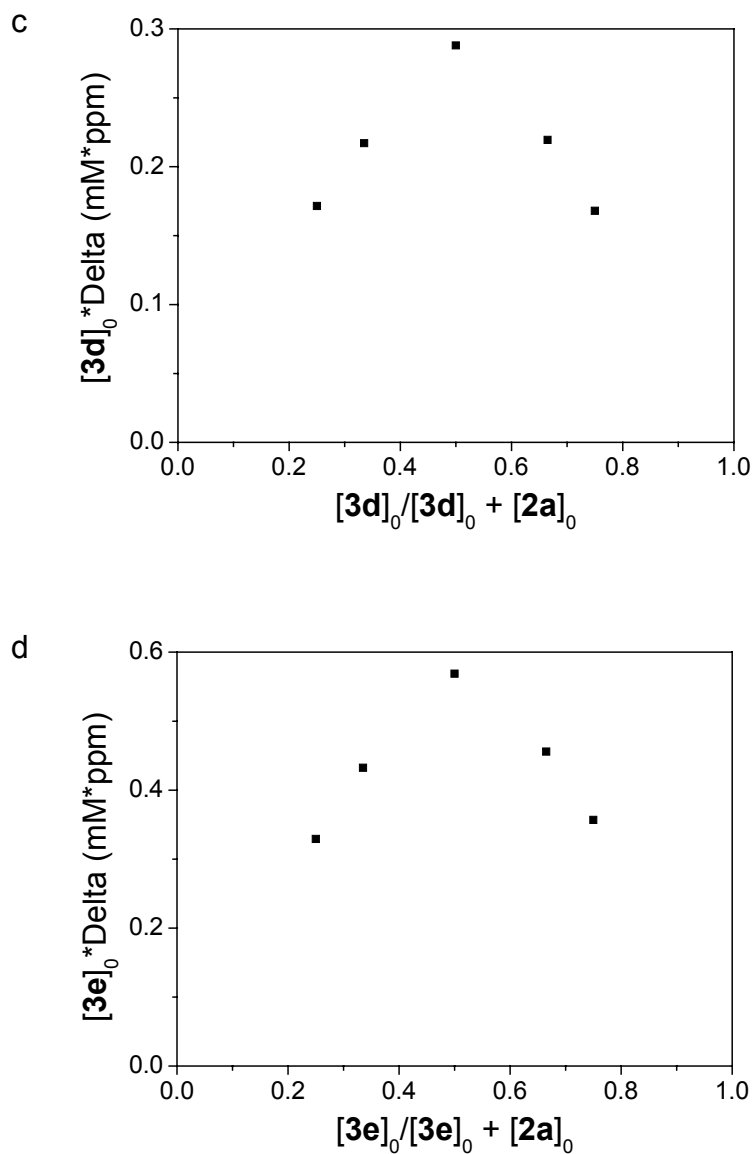 c
0.3
0.2
0.1
0.0
[3d]₀*Delta (mM*ppm)
0.0 0.2 0.4 0.6 0.8 1.0
[3d]₀/[3d]₀ + [2a]₀
d
0.6
0.4
0.2
0.0
[3e]₀*Delta (mM*ppm)
0.0 0.2 0.4 0.6 0.8 1.0
[3e]₀/[3e]₀ + [2a]₀